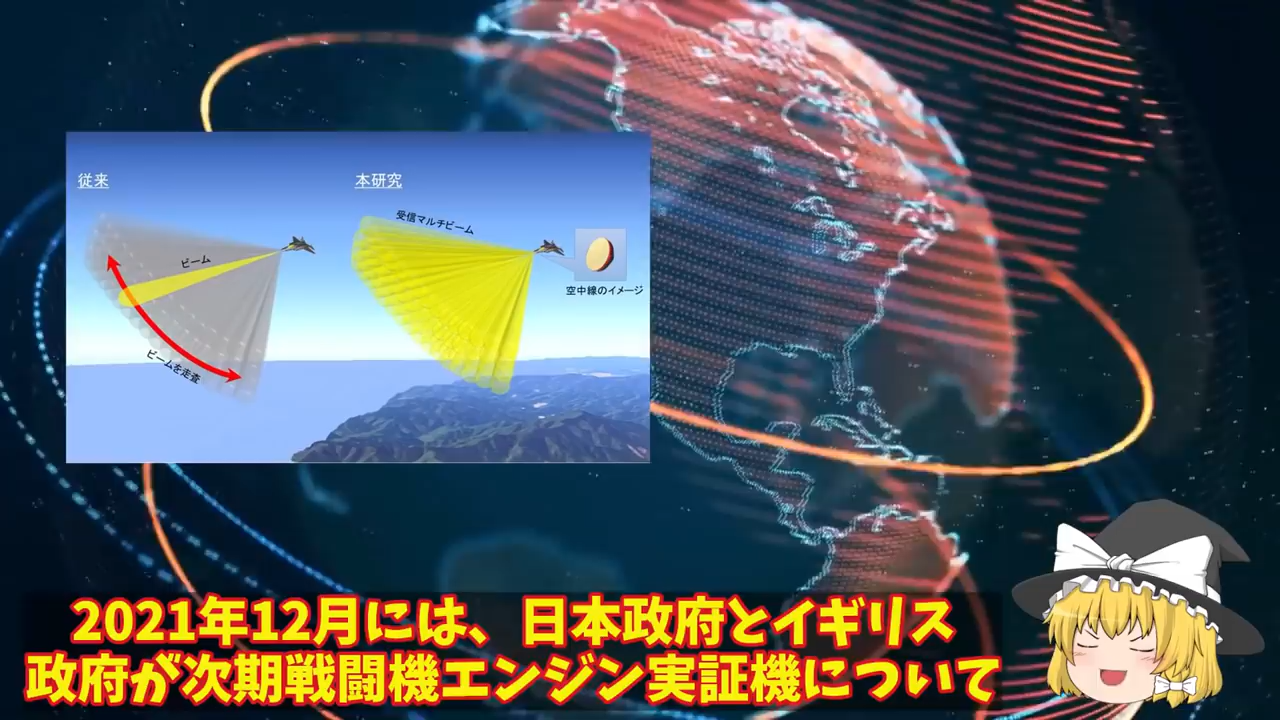 従来
本研究
受信マルチビーム
ビーム
空中線のイメージ
ビームを走査
2021年12月には、日本政府とイギリス
政府が次期戦闘機エンジン実証機について